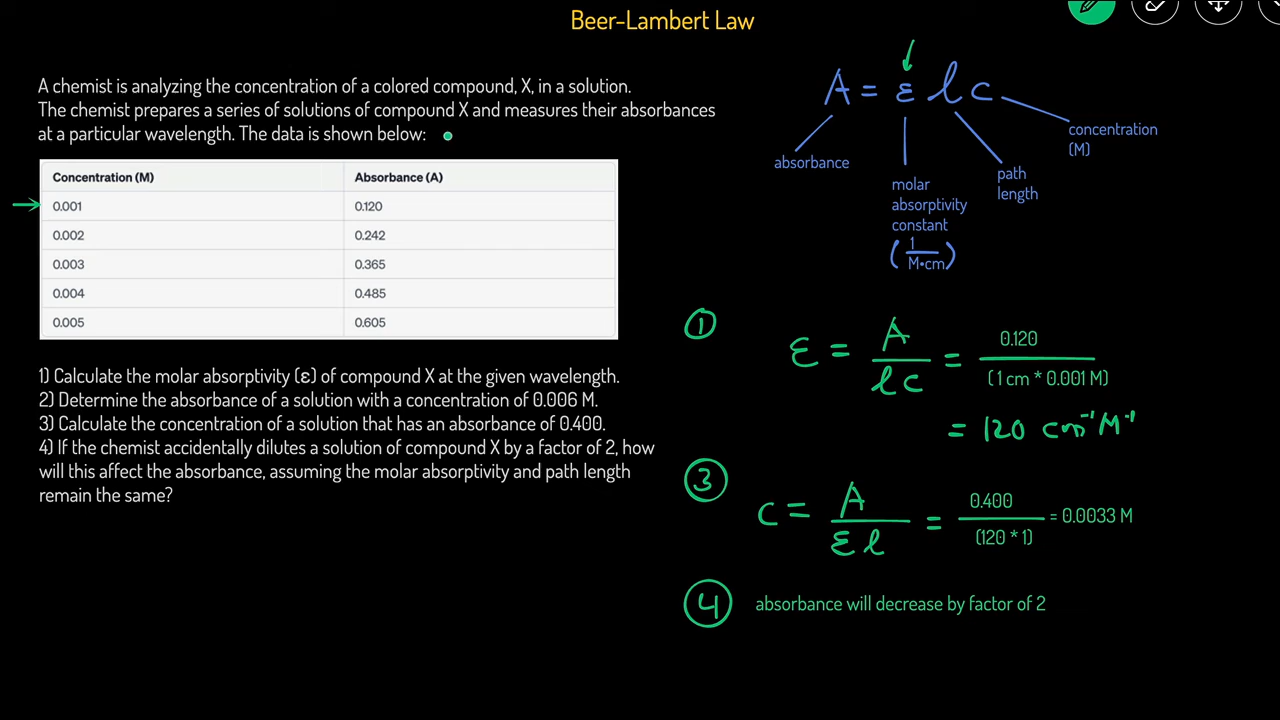 Beer-Lambert Law
A chemist is analyzing the concentration of a colored compound, X, in a solution.
The chemist prepares a series of solutions of compound X and measures their absorbances
at a particular wavelength. The data is shown below:
Concentration (M) Absorbance (A)
0.001 0.120
0.002 0.242
0.003 0.365
0.004 0.485
0.005 0.605
1) Calculate the molar absorptivity (ε) of compound X at the given wavelength.
2) Determine the absorbance of a solution with a concentration of 0.006 M.
3) Calculate the concentration of a solution that has an absorbance of 0.400.
4) If the chemist accidentally dilutes a solution of compound X by a factor of 2, how
will this affect the absorbance, assuming the molar absorptivity and path length
remain the same?
A = ε l c
absorbance
molar
absorptivity
constant
(1/M•cm)
path
length
concentration
(M)
1
ε = A/lc = 0.120/(1 cm * 0.001 M)
= 120 cm⁻¹ M⁻¹
3
c = A/εl = 0.400/(120 * 1) = 0.0033 M
4
absorbance will decrease by factor of 2